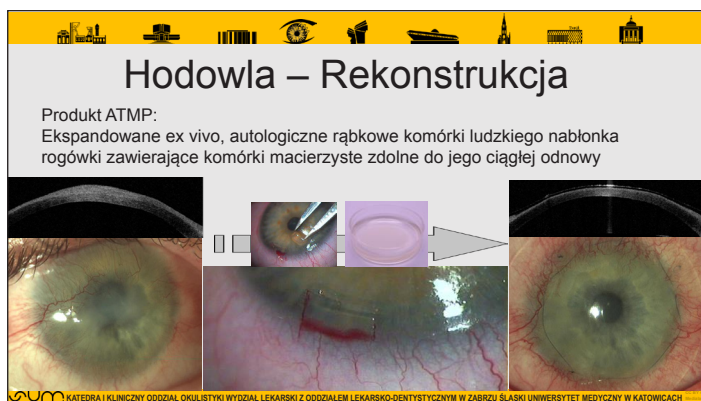 Hodowla – Rekonstrukcja
Produkt ATMP:
Ekspandowane ex vivo, autologiczne rąbkowe komórki ludzkiego nabłonka
rogówki zawierające komórki macierzyste zdolne do jego ciągłej odnowy
KATEDRA I KLINICZNY ODDZIAŁ OKULISTYKI WYDZIAŁ LEKARSKI Z ODDZIAŁEM LEKARSKO-DENTYSTYCZNYM W ZABRZU ŚLĄSKI UNIWERSYTET MEDYCZNY W KATOWICACH